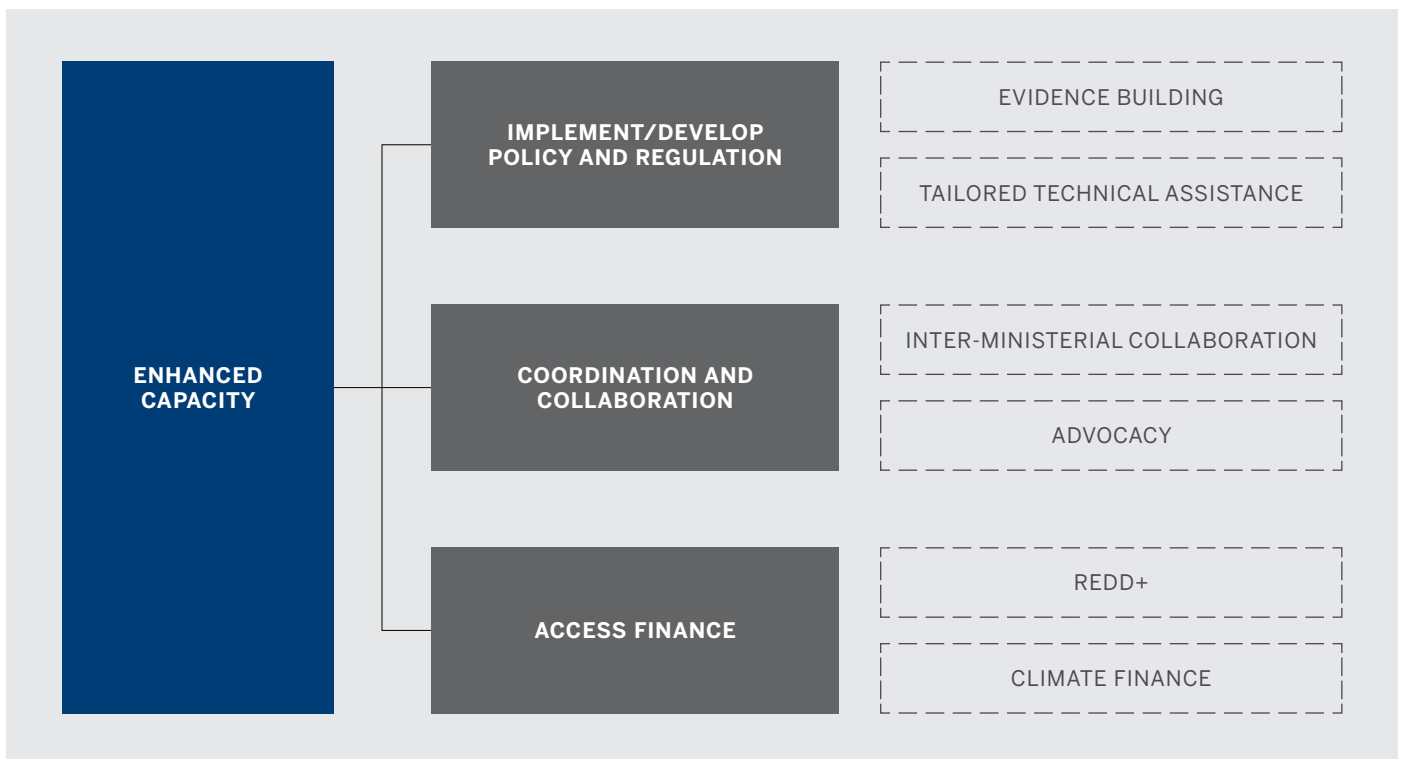 ENHANCED
CAPACITY
IMPLEMENT/DEVELOP
POLICY AND REGULATION
EVIDENCE BUILDING
TAILORED TECHNICAL ASSISTANCE
COORDINATION AND
COLLABORATION
INTER-MINISTERIAL COLLABORATION
ADVOCACY
ACCESS FINANCE
REDD+
CLIMATE FINANCE